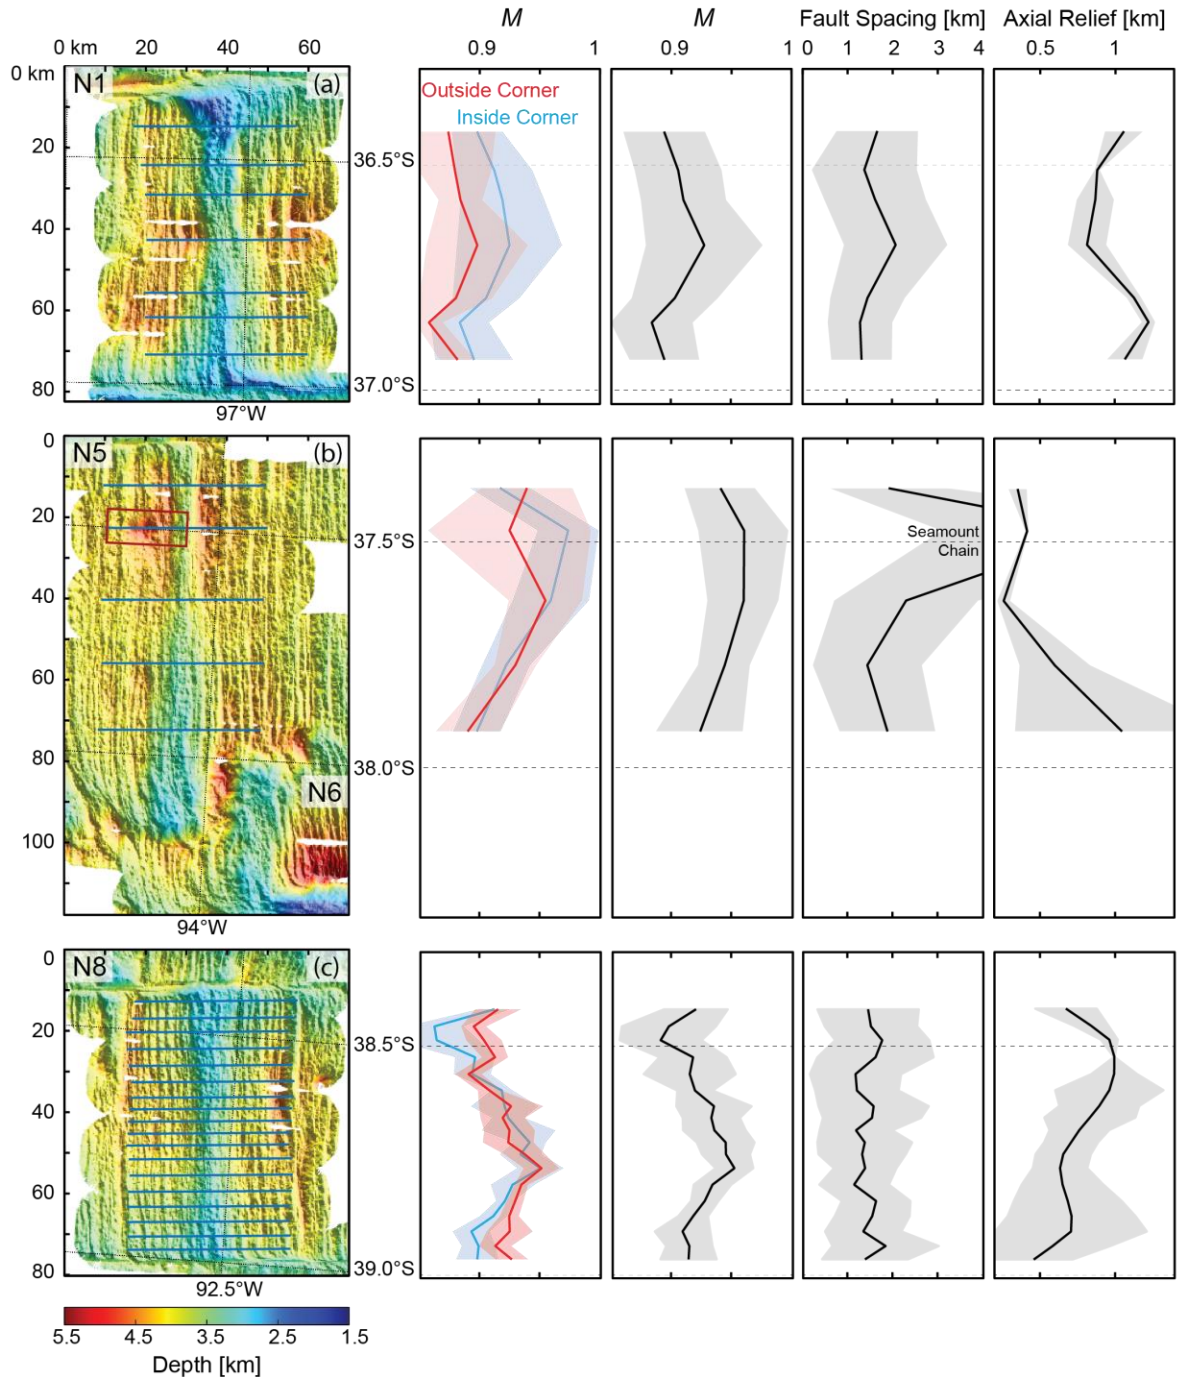 M M Fault Spacing [km] Axial Relief [km]
0 km 20 40 60 0.9 1 0.9 1 0 1 2 3 4 0.5 1
0 km N1 (a)
Outside Corner
Inside Corner
20 36.5°S
40
60
80 37.0°S
97°W
0 N5 (b)
20
Seamount
37.5°S Chain
40
60
80 38.0°S
N6
100
94°W
0 N8 (c)
20 38.5°S
40
60
80 39.0°S
92.5°W
5.5 4.5 3.5 2.5 1.5
Depth [km]